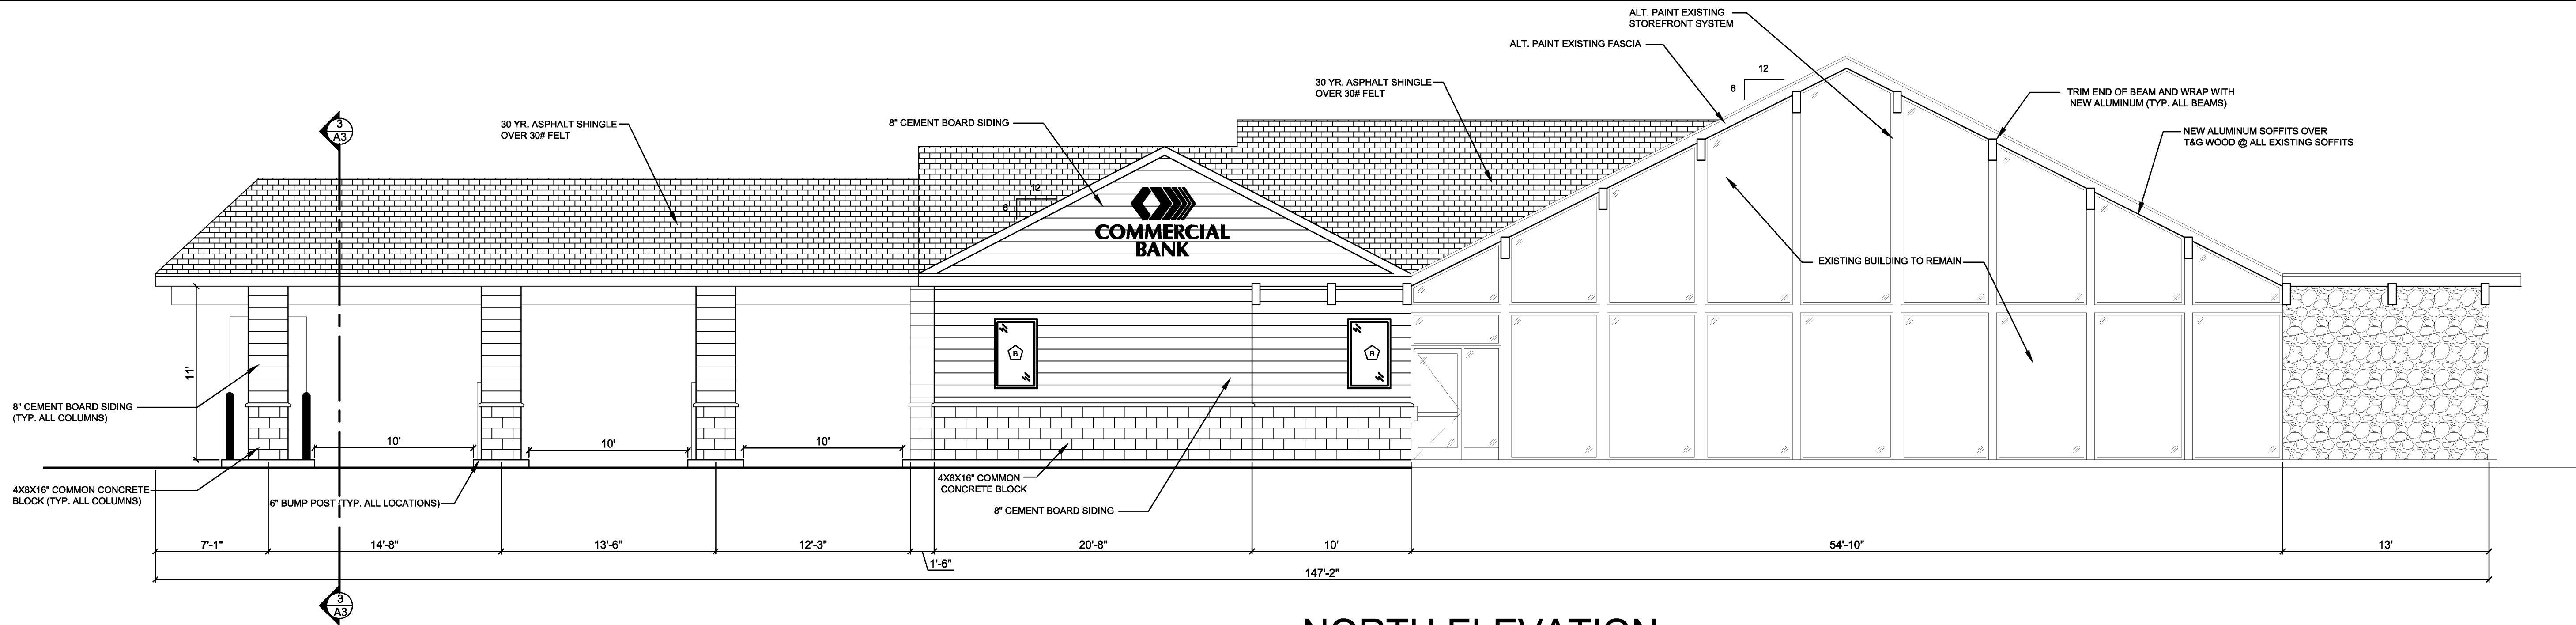 ALT. PAINT EXISTING
STOREFRONT SYSTEM
ALT. PAINT EXISTING FASCIA
12
6
30 YR. ASPHALT SHINGLE
OVER 30# FELT
TRIM END OF BEAM AND WRAP WITH
NEW ALUMINUM (TYP. ALL BEAMS)
3
A3
30 YR. ASPHALT SHINGLE
OVER 30# FELT
8" CEMENT BOARD SIDING
NEW ALUMINUM SOFFITS OVER
T&G WOOD @ ALL EXISTING SOFFITS
12
6
COMMERCIAL
BANK
EXISTING BUILDING TO REMAIN
B
B
11'
8" CEMENT BOARD SIDING
(TYP. ALL COLUMNS)
10'
10'
10'
4X8X16" COMMON CONCRETE
BLOCK (TYP. ALL COLUMNS)
6" BUMP POST (TYP. ALL LOCATIONS)
4X8X16" COMMON
CONCRETE BLOCK
8" CEMENT BOARD SIDING
7'-1"
14'-8"
13'-6"
12'-3"
1'-6"
20'-8"
10'
54'-10"
13'
147'-2"
3
A3
NORTH ELEVATION